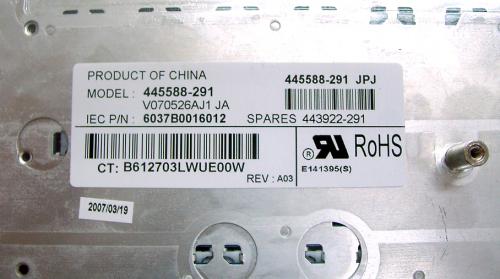 PRODUCT OF CHINA
445588-291 JPJ
MODEL : 445588-291
V070526AJ1 JA
IEC P/N : 6037B0016012
SPARES 443922-291
CT: B612703LWUE00W
REV : A03
® RU RoHS
E141395(S)
2007/03/19